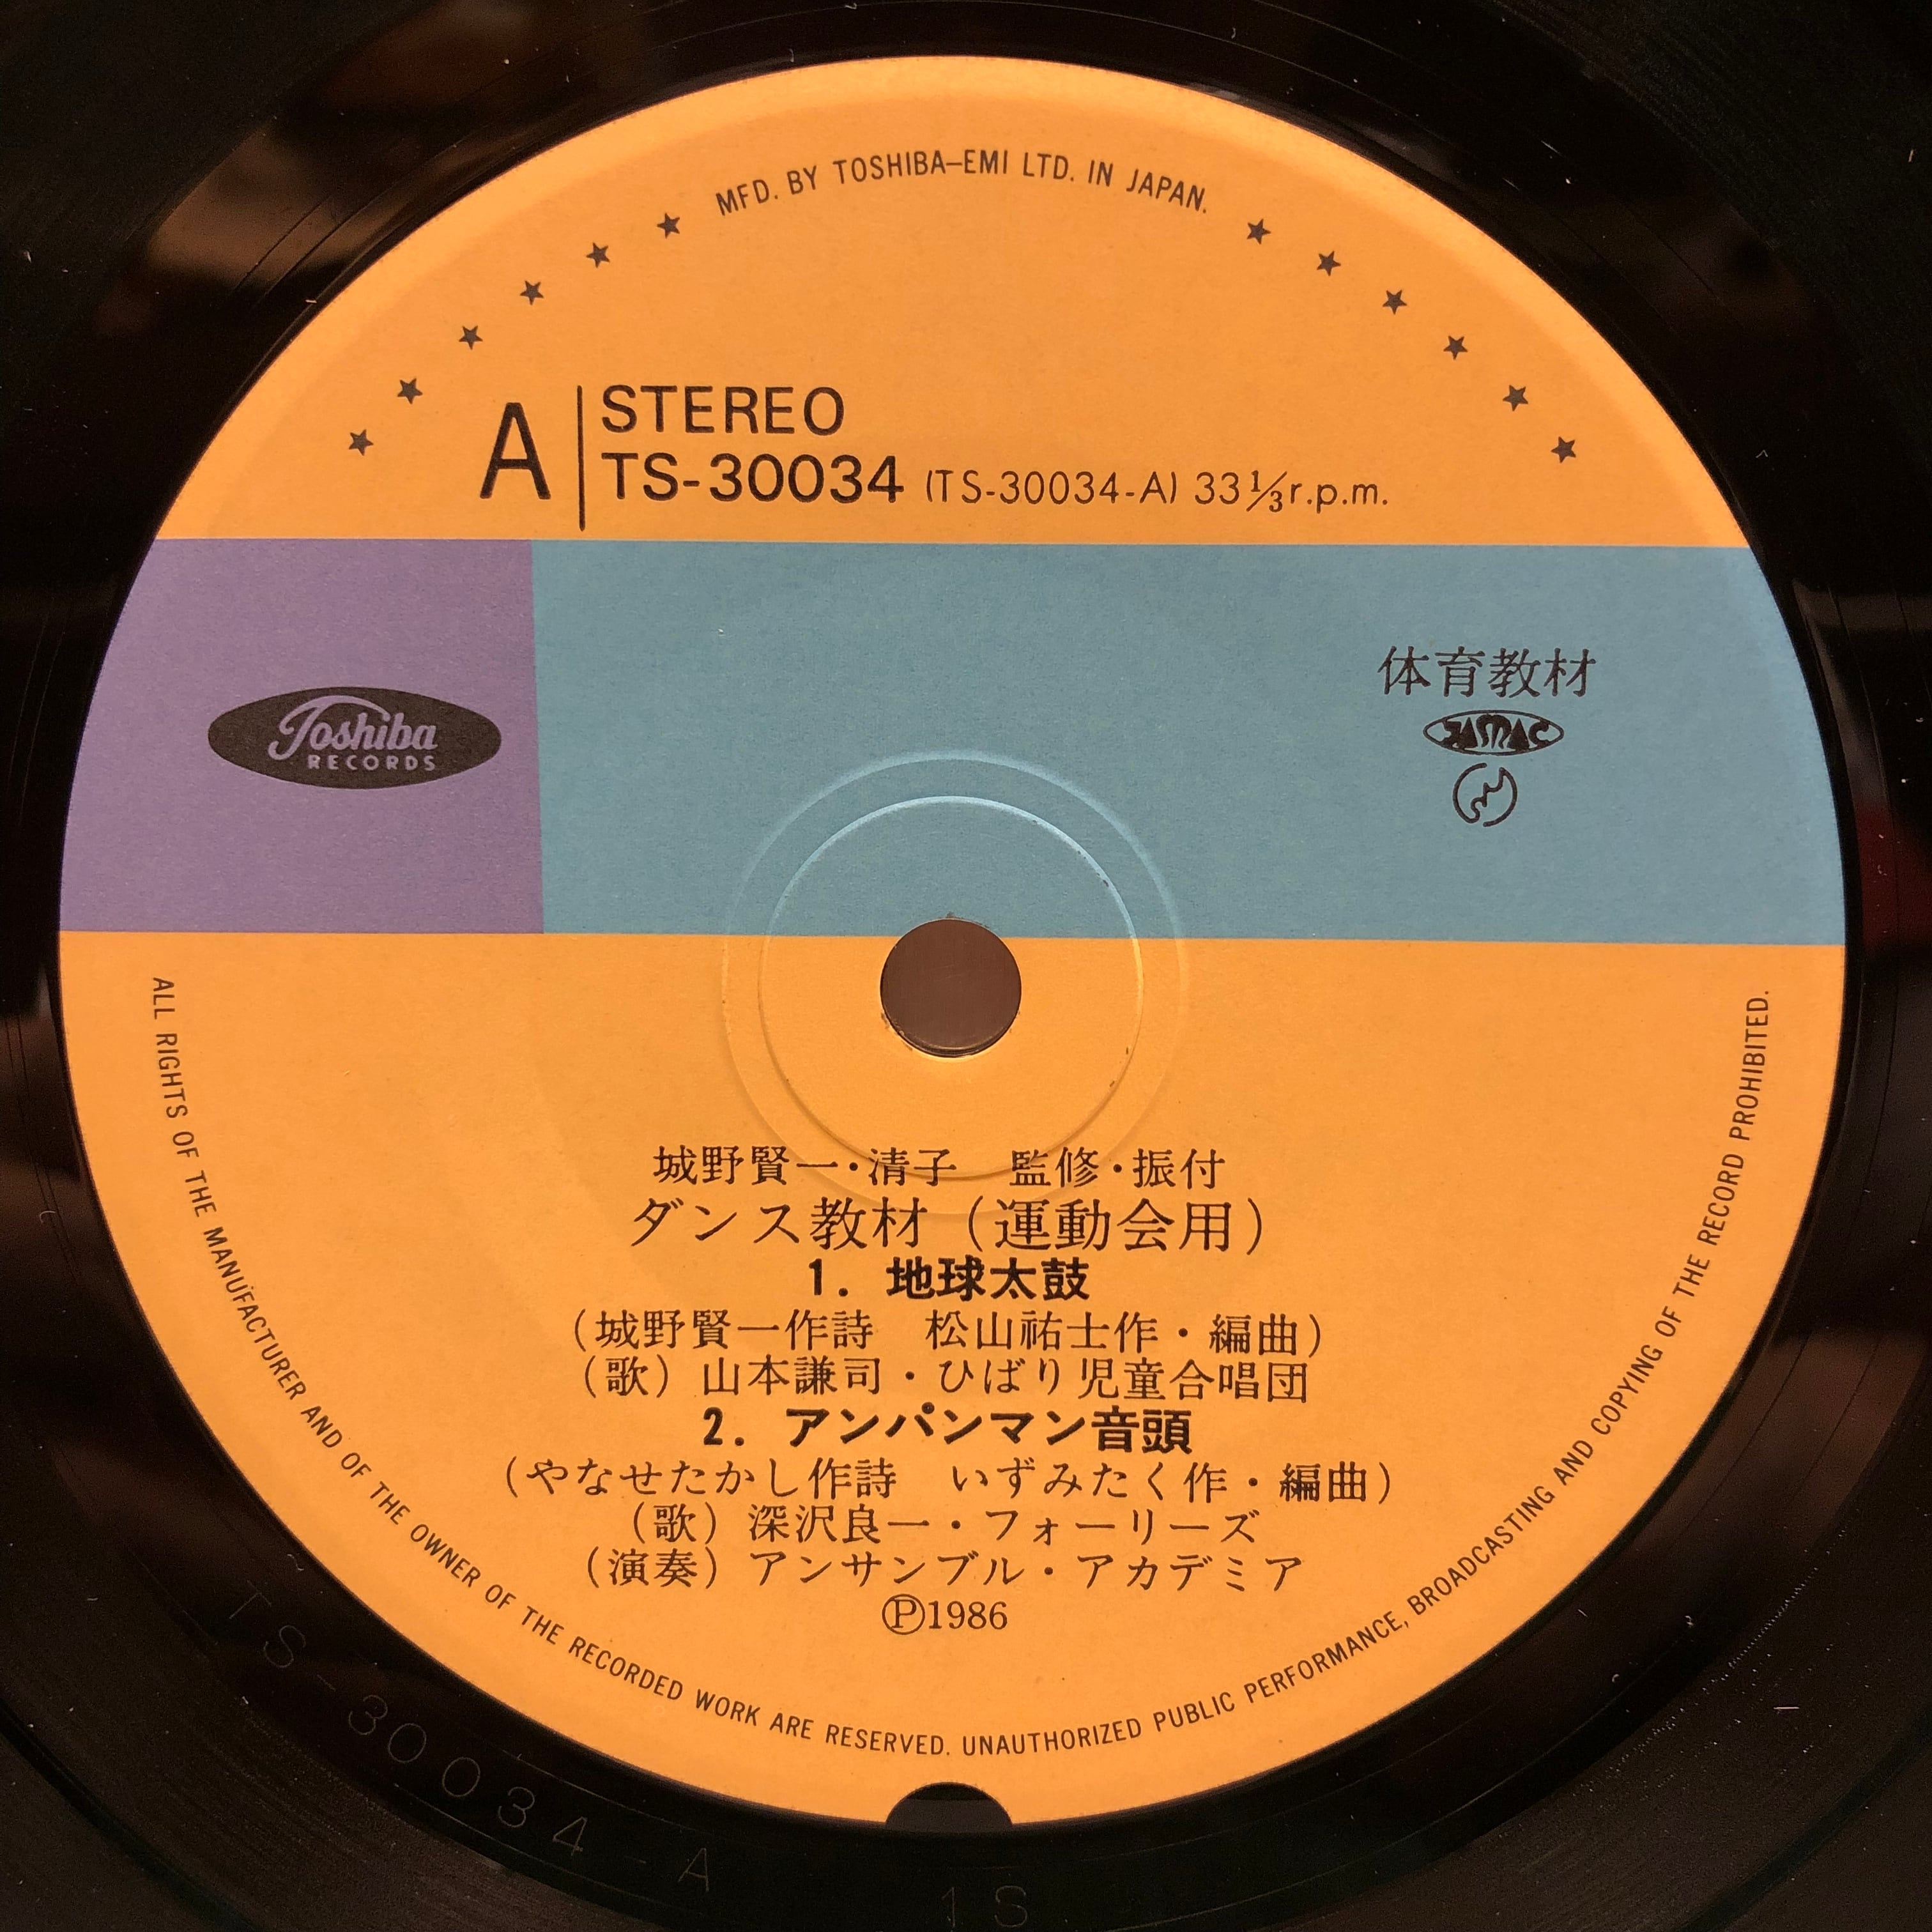 MFD. BY TOSHIBA–EMI LTD. IN JAPAN.
A
STEREO
TS-30034 (TS-30034-A) 33 1/3 r.p.m.
体育教材
Toshiba
RECORDS
城野賢一・清子　監修・振付
ダンス教材（運動会用）
1. 地球太鼓
（城野賢一作詩　松山祐士作・編曲）
（歌）山本謙司・ひばり児童合唱団
2. アンパンマン音頭
（やなせたかし作詩　いずみたく作・編曲）
（歌）深沢良一・フォーリーズ
（演奏）アンサンブル・アカデミア
Ⓟ1986
ALL RIGHTS OF THE MANUFACTURER AND OF THE OWNER OF THE RECORDED WORK ARE RESERVED. UNAUTHORIZED PUBLIC PERFORMANCE, BROADCASTING AND COPYING OF THE RECORD PROHIBITED.
TS-30034-A 1S